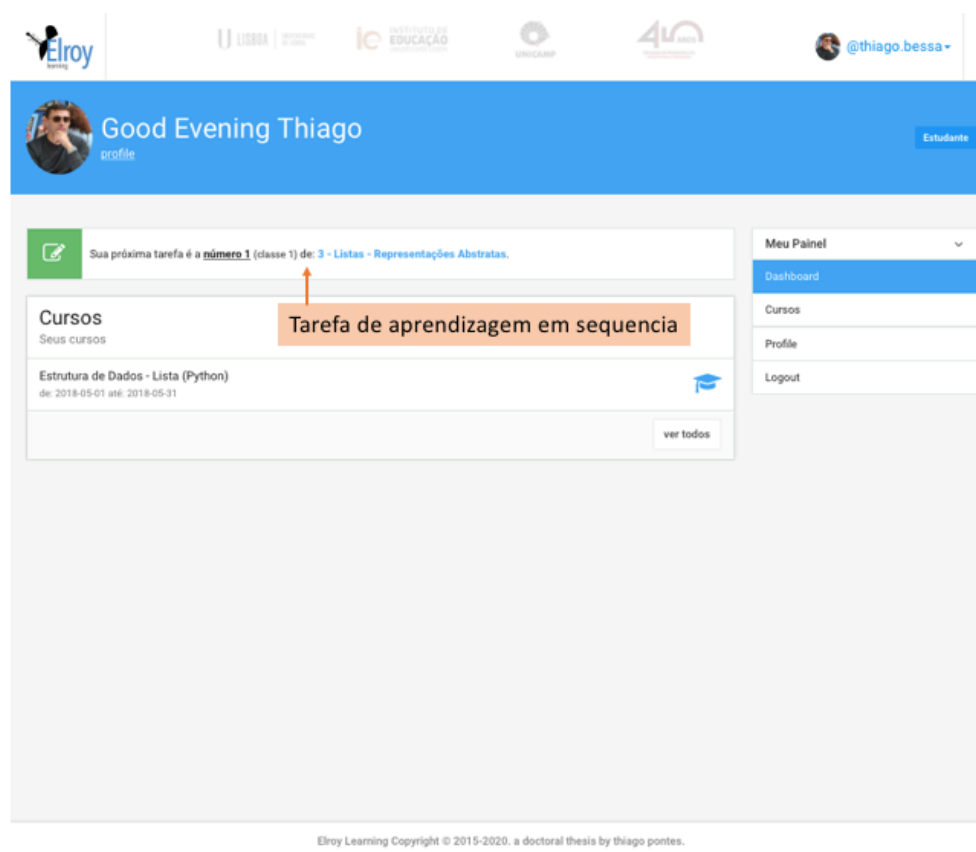 Elroy
learning
LISBOA
INSTITUTO DE
EDUCAÇÃO
UNICAMP
@thiago.bessa
Good Evening Thiago
profile
Estudante
Sua próxima tarefa é a número 1 (classe 1) de: 3 - Listas - Representações Abstratas.
Tarefa de aprendizagem em sequencia
Cursos
Seus cursos
Estrutura de Dados - Lista (Python)
de: 2018-05-01 até: 2018-05-31
ver todos
Meu Painel
Dashboard
Cursos
Profile
Logout
Elroy Learning Copyright © 2015-2020. a doctoral thesis by thiago pontes.